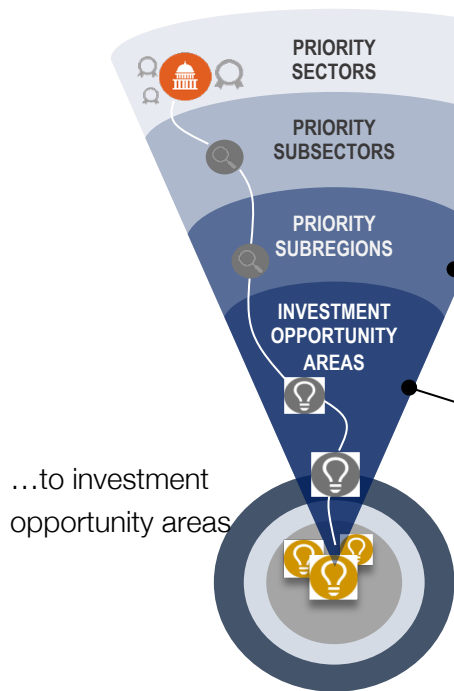 PRIORITY
SECTORS
PRIORITY
SUBSECTORS
PRIORITY
SUBREGIONS
INVESTMENT
OPPORTUNITY
AREAS
…to investment
opportunity areas